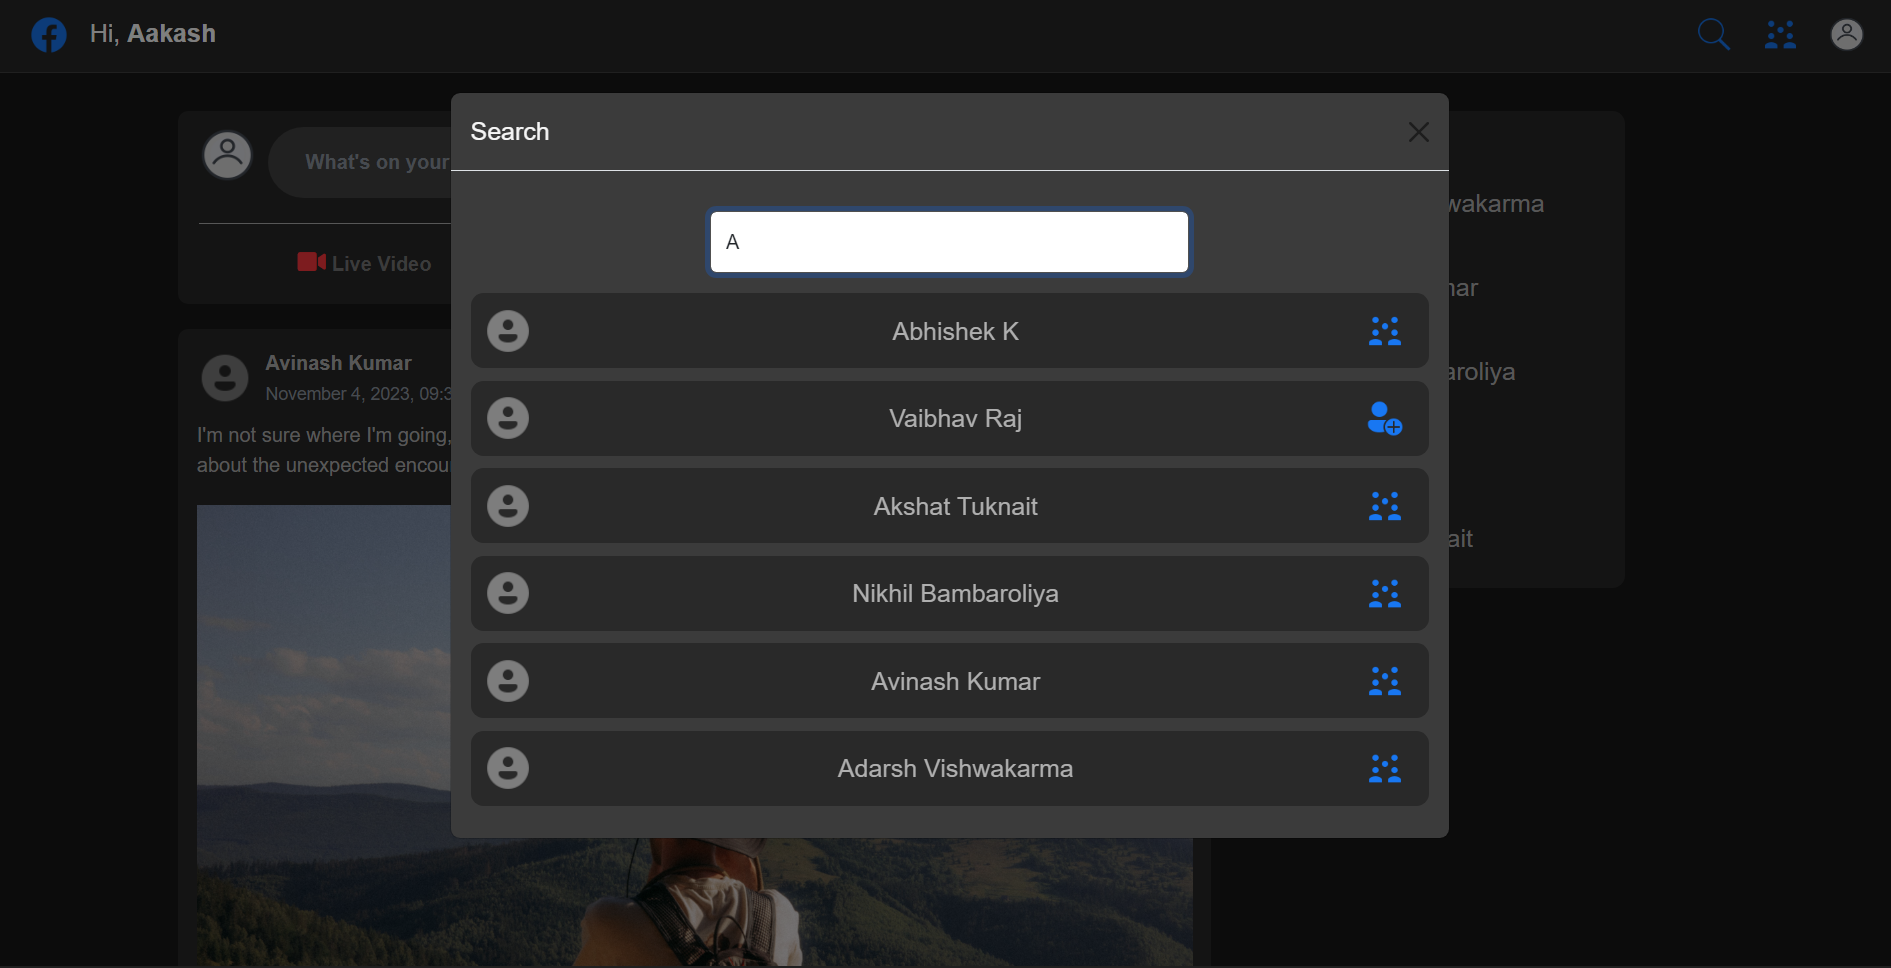 Hi, Aakash
Search
A
Abhishek K
Vaibhav Raj
Akshat Tuknait
Nikhil Bambaroliya
Avinash Kumar
Adarsh Vishwakarma
What's on your
Live Video
Avinash Kumar
November 4, 2023, 09:3
I'm not sure where I'm going,
about the unexpected encou
wakarma
nar
aroliya
ait